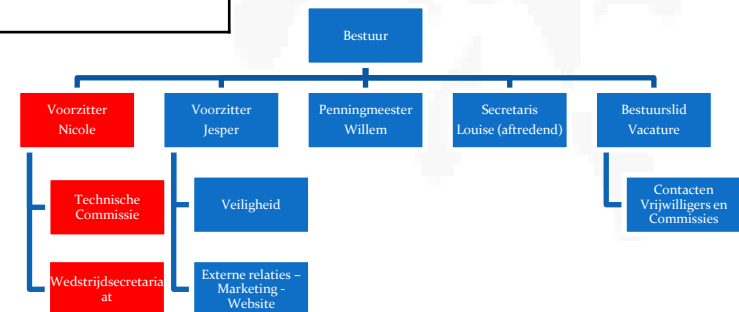 Bestuur
Voorzitter
Nicole
Voorzitter
Jesper
Penningmeester
Willem
Secretaris
Louise (aftredend)
Bestuurslid
Vacature
Technische
Commissie
Veiligheid
Contacten
Vrijwilligers en
Commissies
Wedstrijdsecretaria
at
Externe relaties –
Marketing -
Website